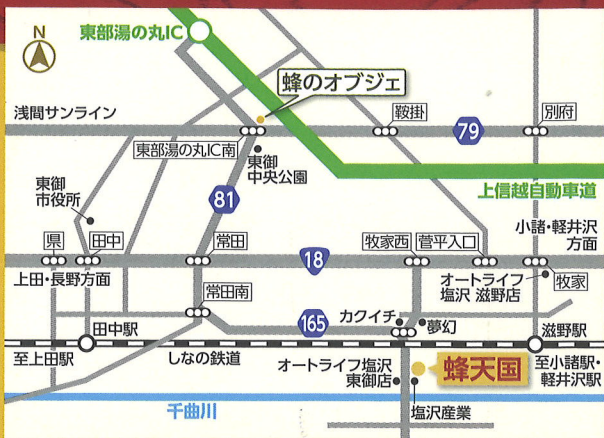 N
東部湯の丸IC
蜂のオブジェ
浅間サンライン
鞍掛
別府
79
東部湯の丸IC南
東御
中央公園
上信越自動車道
81
東御
市役所
小諸・軽井沢
方面
県
田中
常田
18
牧家西
菅平入口
上田・長野方面
オートライフ
塩沢 滋野店
牧家
常田南
165
カクイチ
夢幻
田中駅
滋野駅
至上田駅
しなの鉄道
オートライフ塩沢
東御店
蜂天国
至小諸駅・
軽井沢駅
千曲川
塩沢産業